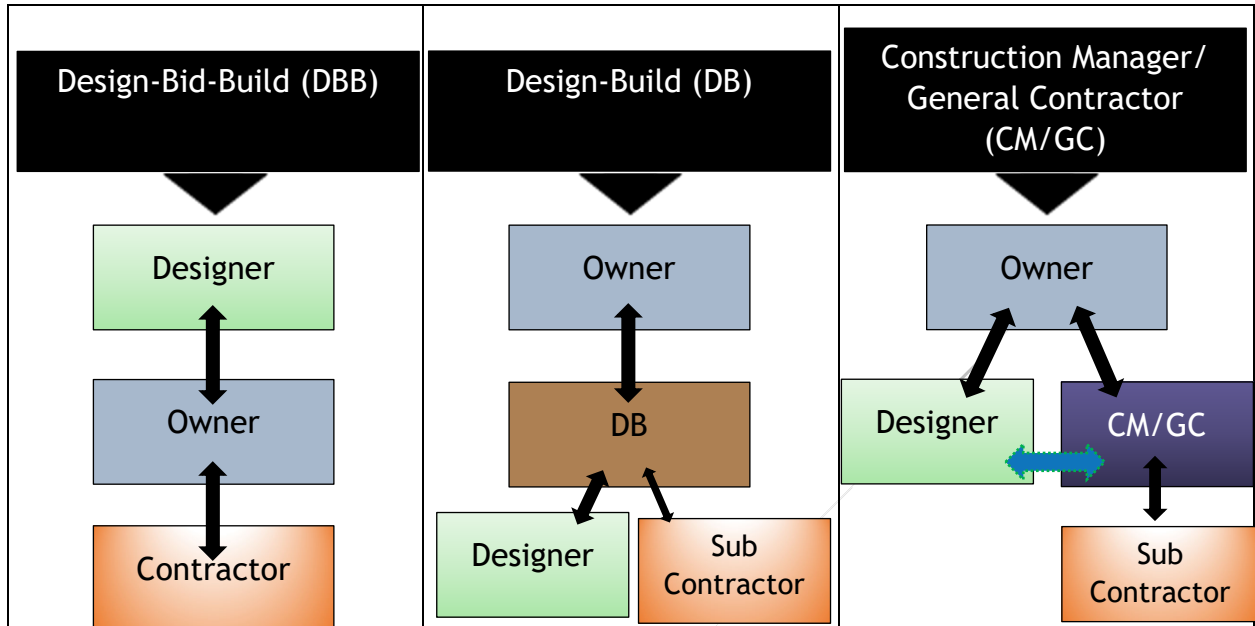 Design-Bid-Build (DBB)
Designer
Owner
Contractor
Design-Build (DB)
Owner
DB
Designer
Sub
Contractor
Construction Manager/
General Contractor
(CM/GC)
Owner
Designer
CM/GC
Sub
Contractor